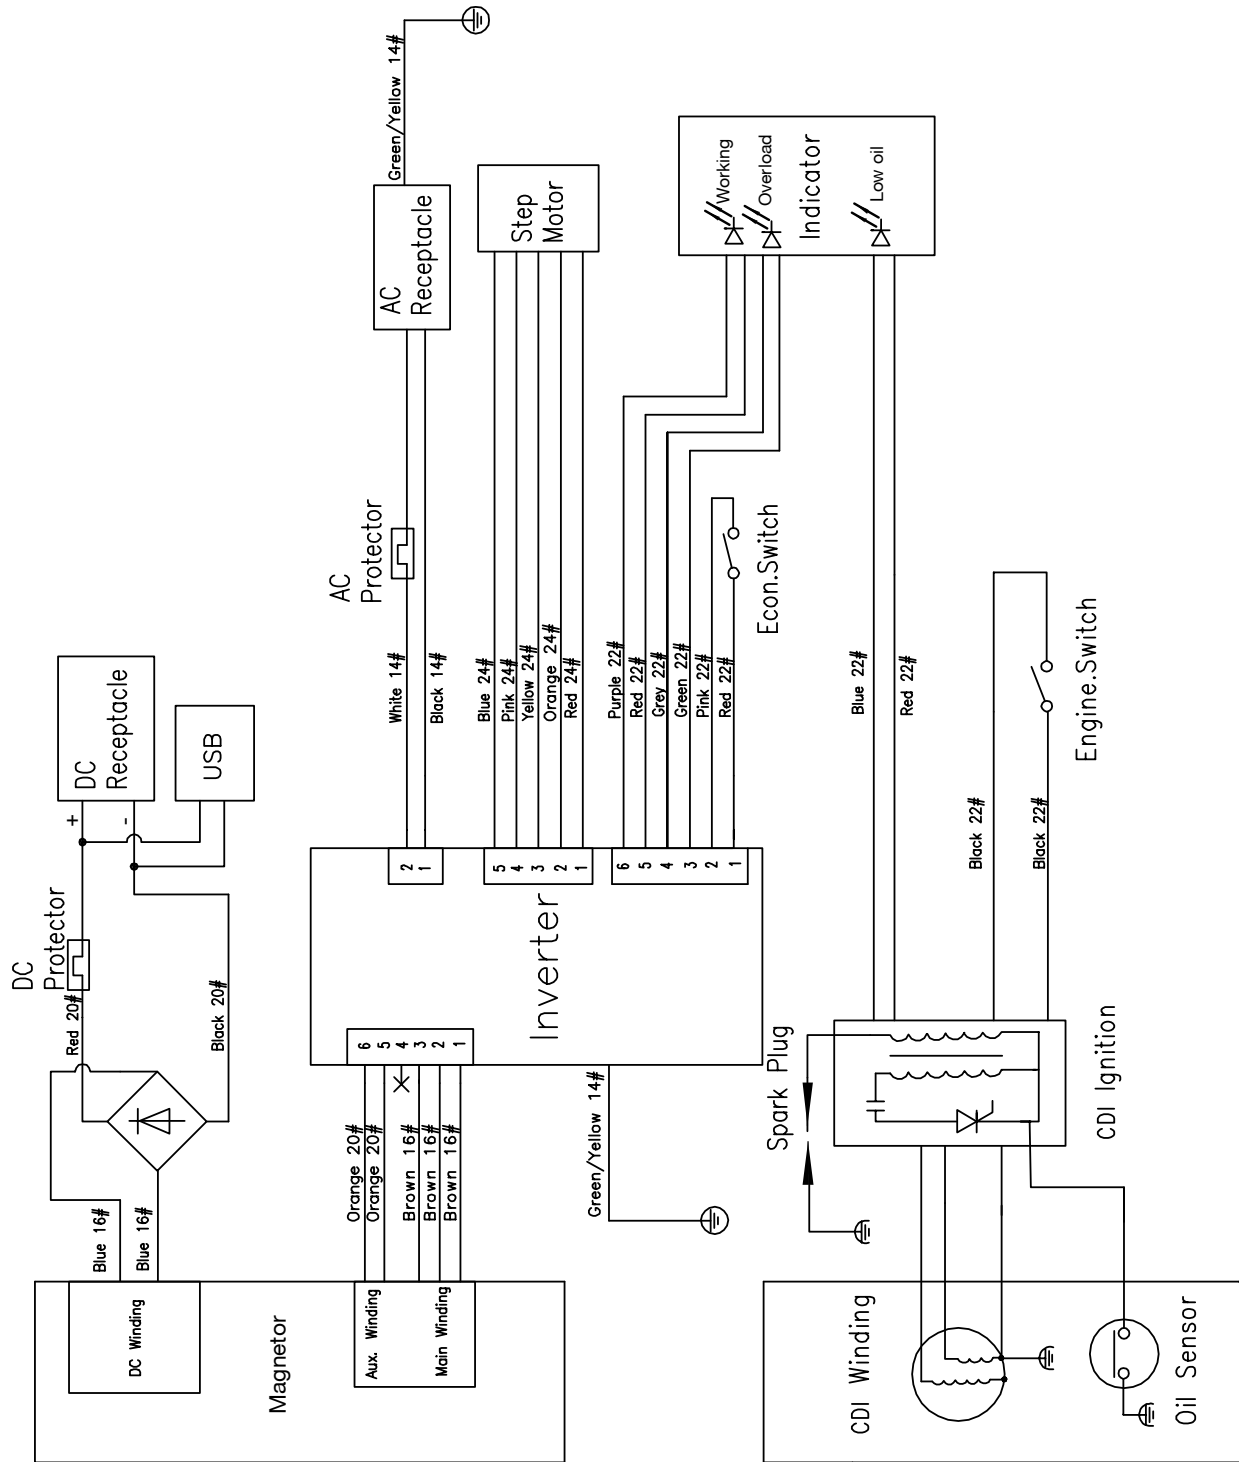 Green/Yellow 14#
AC
Receptacle
Step
Motor
Working
Overload
Indicator
Low oil
AC
Protector
White 14#
Black 14#
Blue 24#
Pink 24#
Yellow 24#
Orange 24#
Red 24#
Purple 22#
Red 22#
Grey 22#
Green 22#
Pink 22#
Red 22#
Econ.Switch
Blue 22#
Red 22#
Engine.Switch
Black 22#
Black 22#
DC
Receptacle
+
-
USB
DC
Protector
Red 20#
Black 20#
2
1
5
4
3
2
1
6
5
4
3
2
1
Inverter
6
5
4
3
2
1
Orange 20#
Orange 20#
Brown 16#
Brown 16#
Brown 16#
Green/Yellow 14#
Spark Plug
CDI Ignition
Blue 16#
Blue 16#
DC Winding
Magnetor
Aux. Winding
Main Winding
CDI Winding
Oil Sensor